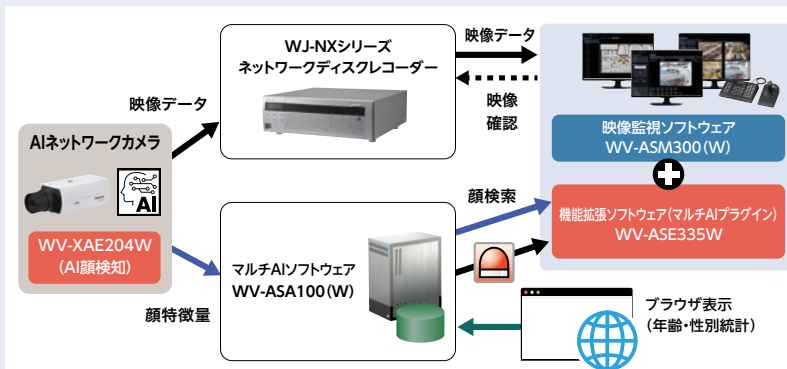 WJ-NXシリーズ
ネットワークディスクレコーダー
映像データ
映像データ
映像
確認
AIネットワークカメラ
AI
WV-XAE204W
(AI顔検知)
映像監視ソフトウェア
WV-ASM300(W)
機能拡張ソフトウェア(マルチAIプラグイン)
WV-ASE335W
顔検索
マルチAIソフトウェア
WV-ASA100(W)
顔特徴量
ブラウザ表示
(年齢・性別統計)